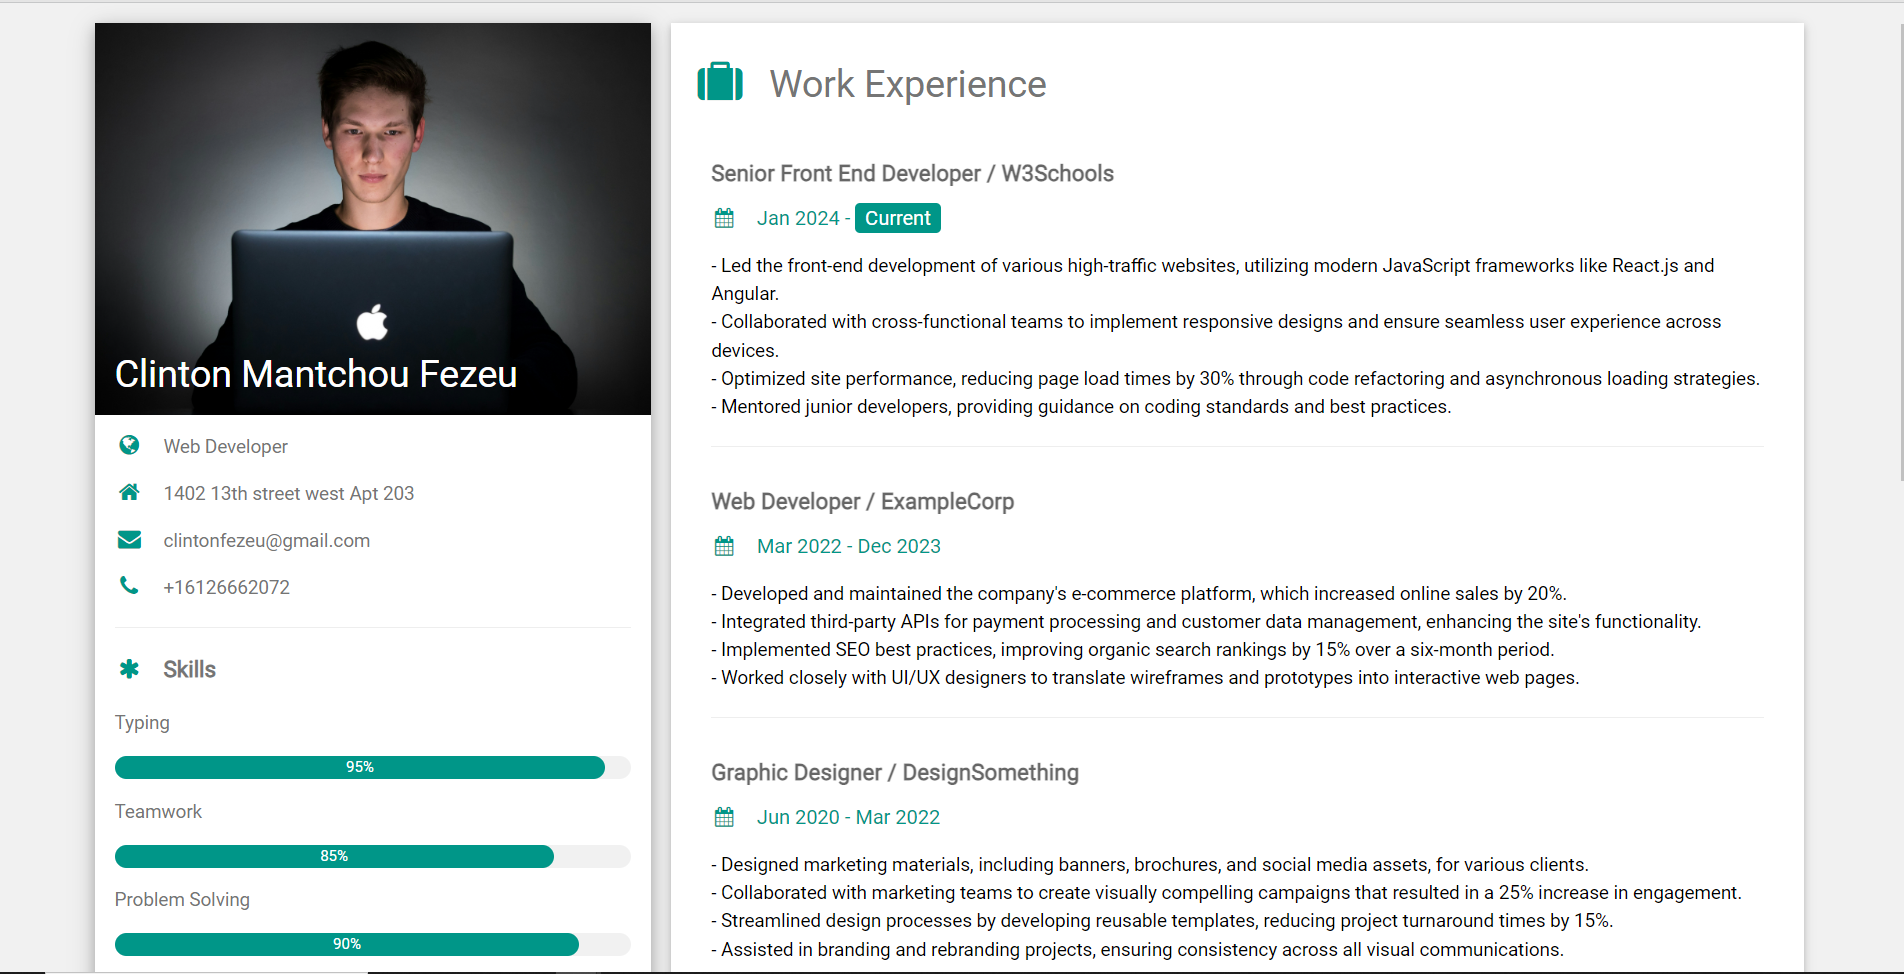 Clinton Mantchou Fezeu
Web Developer
1402 13th street west Apt 203
clintonfezeu@gmail.com
+16126662072
Skills
Typing
95%
Teamwork
85%
Problem Solving
90%
Work Experience
Senior Front End Developer / W3Schools
Jan 2024 - Current
- Led the front-end development of various high-traffic websites, utilizing modern JavaScript frameworks like React.js and
Angular.
- Collaborated with cross-functional teams to implement responsive designs and ensure seamless user experience across
devices.
- Optimized site performance, reducing page load times by 30% through code refactoring and asynchronous loading strategies.
- Mentored junior developers, providing guidance on coding standards and best practices.
Web Developer / ExampleCorp
Mar 2022 - Dec 2023
- Developed and maintained the company's e-commerce platform, which increased online sales by 20%.
- Integrated third-party APIs for payment processing and customer data management, enhancing the site's functionality.
- Implemented SEO best practices, improving organic search rankings by 15% over a six-month period.
- Worked closely with UI/UX designers to translate wireframes and prototypes into interactive web pages.
Graphic Designer / DesignSomething
Jun 2020 - Mar 2022
- Designed marketing materials, including banners, brochures, and social media assets, for various clients.
- Collaborated with marketing teams to create visually compelling campaigns that resulted in a 25% increase in engagement.
- Streamlined design processes by developing reusable templates, reducing project turnaround times by 15%.
- Assisted in branding and rebranding projects, ensuring consistency across all visual communications.